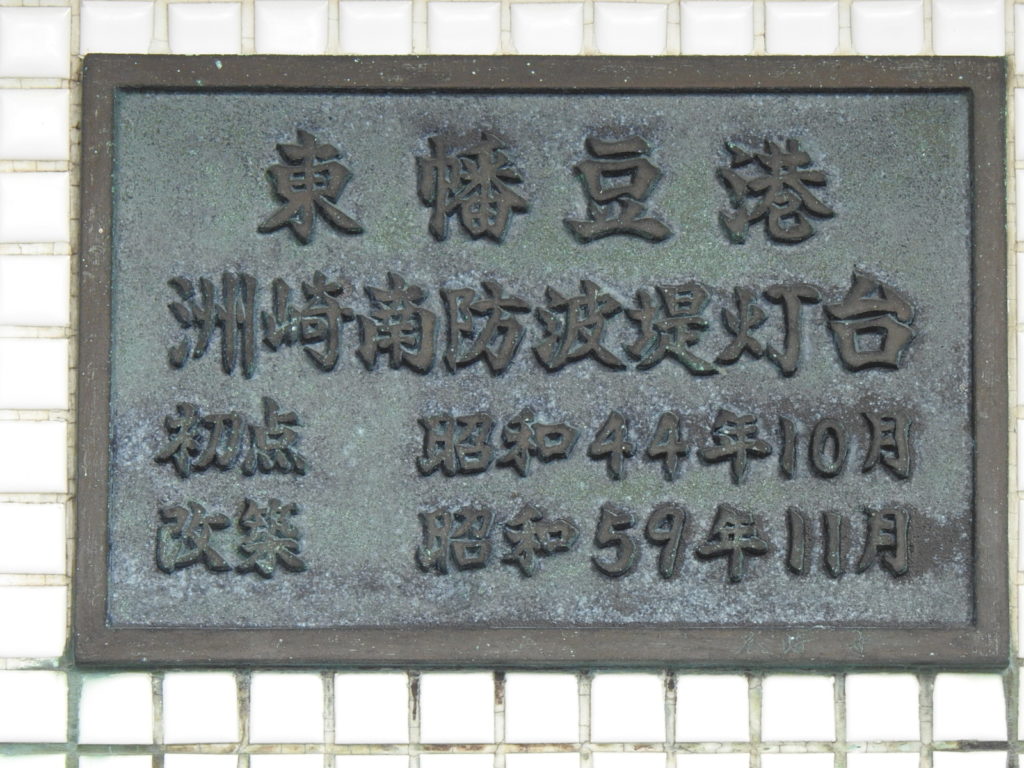 東幡豆港
洲崎南防波堤灯台
初点 昭和44年10月
改築 昭和59年11月